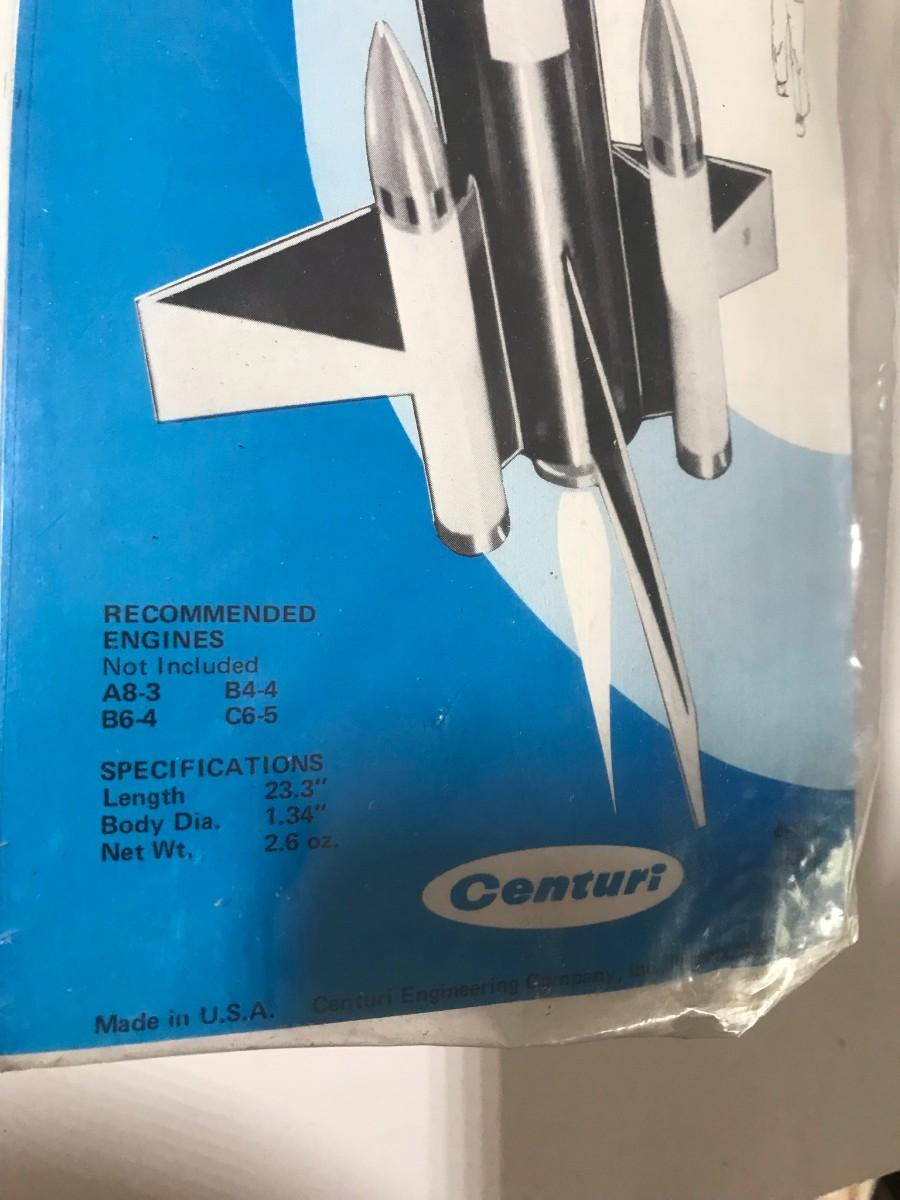 RECOMMENDED
ENGINES
Not Included
A8-3 B4-4
B6-4 C6-5
SPECIFICATIONS
Length 23.3"
Body Dia. 1.34"
Net Wt. 2.6 oz.
Centuri
Made in U.S.A. Centuri Engineering Company, Inc.